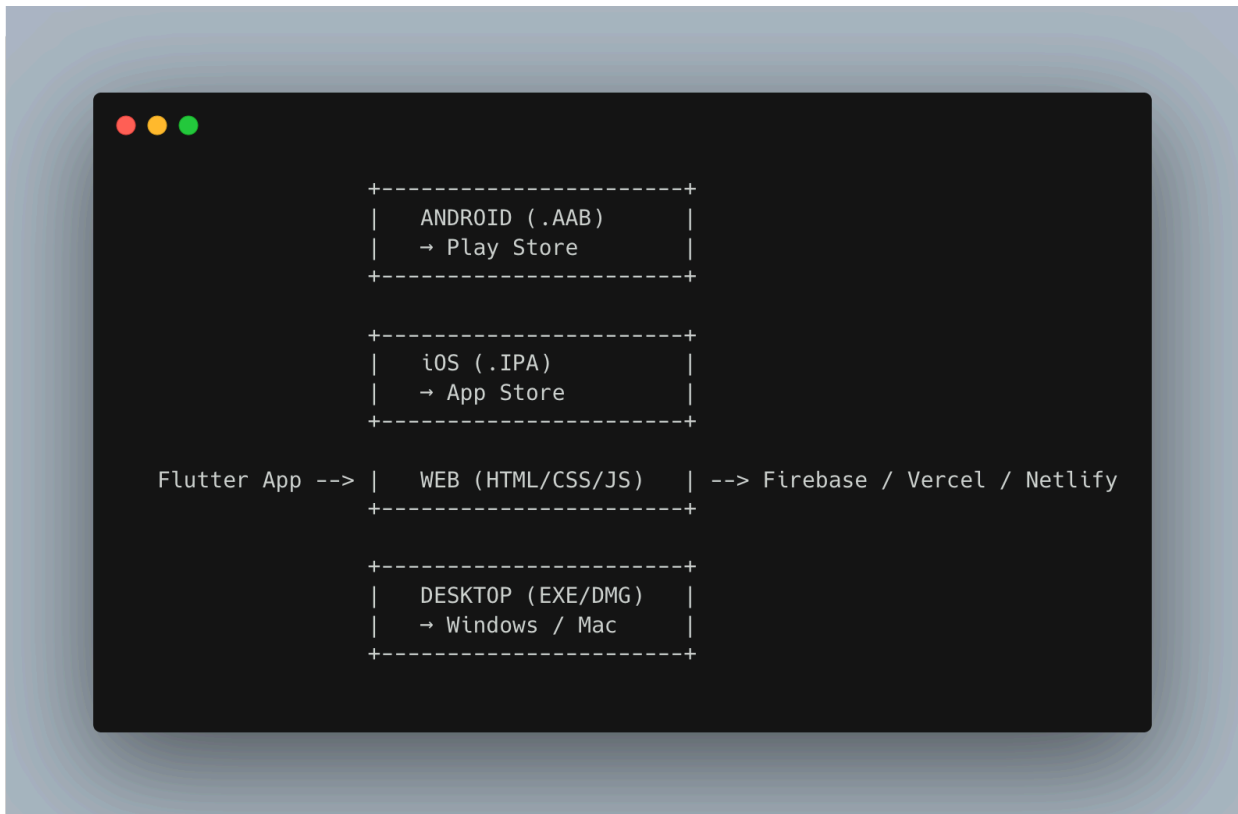 +-----------------------+
|   ANDROID (.AAB)      |
|   → Play Store        |
+-----------------------+
+-----------------------+
|   iOS (.IPA)          |
|   → App Store         |
+-----------------------+
Flutter App --> |   WEB (HTML/CSS/JS)   | --> Firebase / Vercel / Netlify
+-----------------------+
+-----------------------+
|   DESKTOP (EXE/DMG)   |
|   → Windows / Mac     |
+-----------------------+